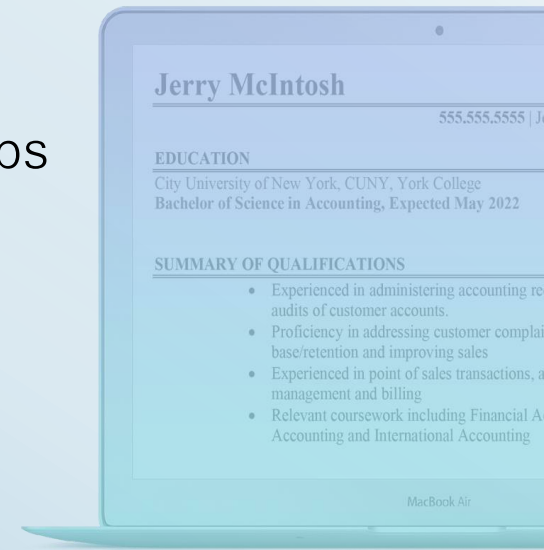 ps
Jerry McIntosh
555.555.5555 | Je
EDUCATION
City University of New York, CUNY, York College
Bachelor of Science in Accounting, Expected May 2022
SUMMARY OF QUALIFICATIONS
• Experienced in administering accounting re
audits of customer accounts.
• Proficiency in addressing customer complai
base/retention and improving sales
• Experienced in point of sales transactions, a
management and billing
• Relevant coursework including Financial A
Accounting and International Accounting
MacBook Air